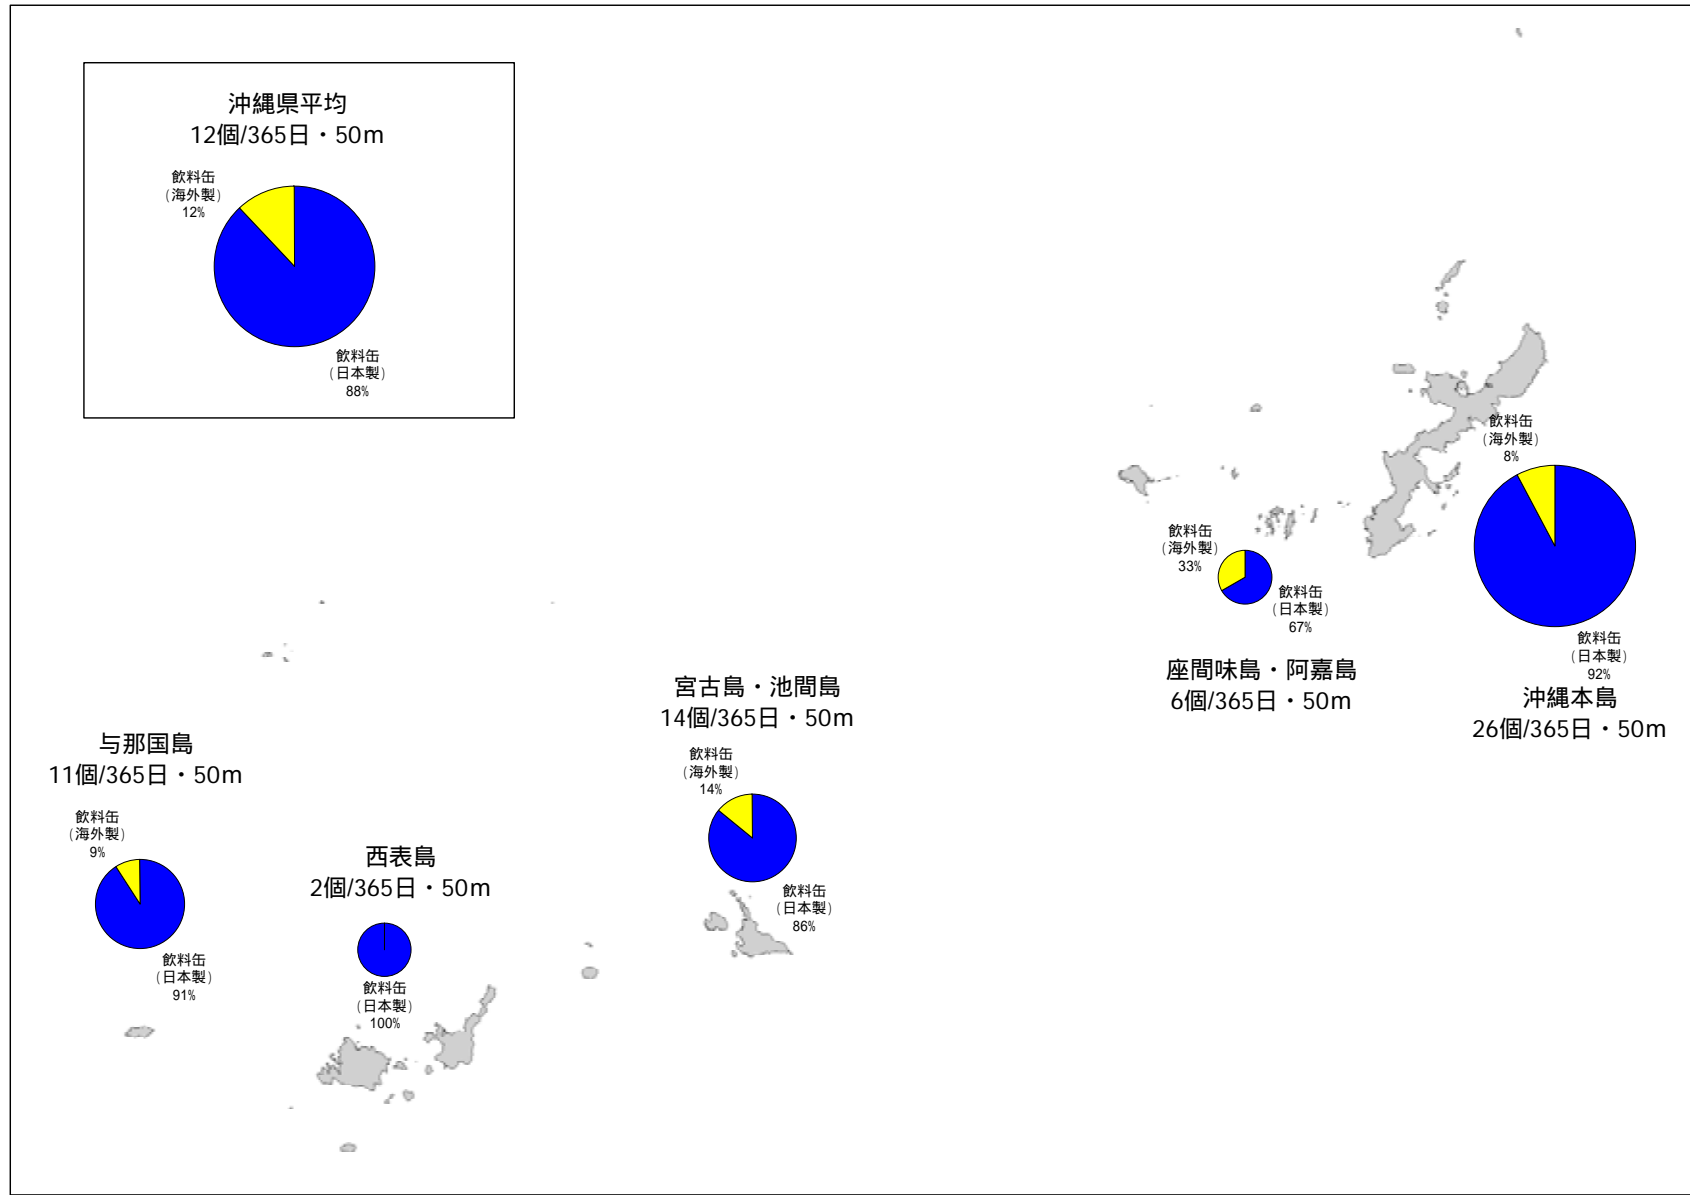 沖縄県平均
12個/365日・50m
飲料缶
(海外製)
12%
飲料缶
(日本製)
88%
飲料缶
(海外製)
8%
飲料缶
(日本製)
92%
沖縄本島
26個/365日・50m
飲料缶
(海外製)
33%
飲料缶
(日本製)
67%
座間味島・阿嘉島
6個/365日・50m
宮古島・池間島
14個/365日・50m
飲料缶
(海外製)
14%
飲料缶
(日本製)
86%
与那国島
11個/365日・50m
飲料缶
(海外製)
9%
飲料缶
(日本製)
91%
西表島
2個/365日・50m
飲料缶
(日本製)
100%